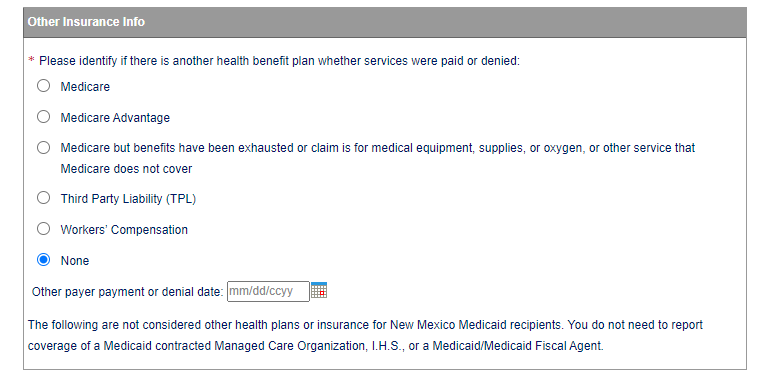 Other Insurance Info
* Please identify if there is another health benefit plan whether services were paid or denied:
Medicare
Medicare Advantage
Medicare but benefits have been exhausted or claim is for medical equipment, supplies, or oxygen, or other service that
Medicare does not cover
Third Party Liability (TPL)
Workers' Compensation
None
Other payer payment or denial date: mm/dd/ccyy
The following are not considered other health plans or insurance for New Mexico Medicaid recipients. You do not need to report
coverage of a Medicaid contracted Managed Care Organization, I.H.S., or a Medicaid/Medicaid Fiscal Agent.